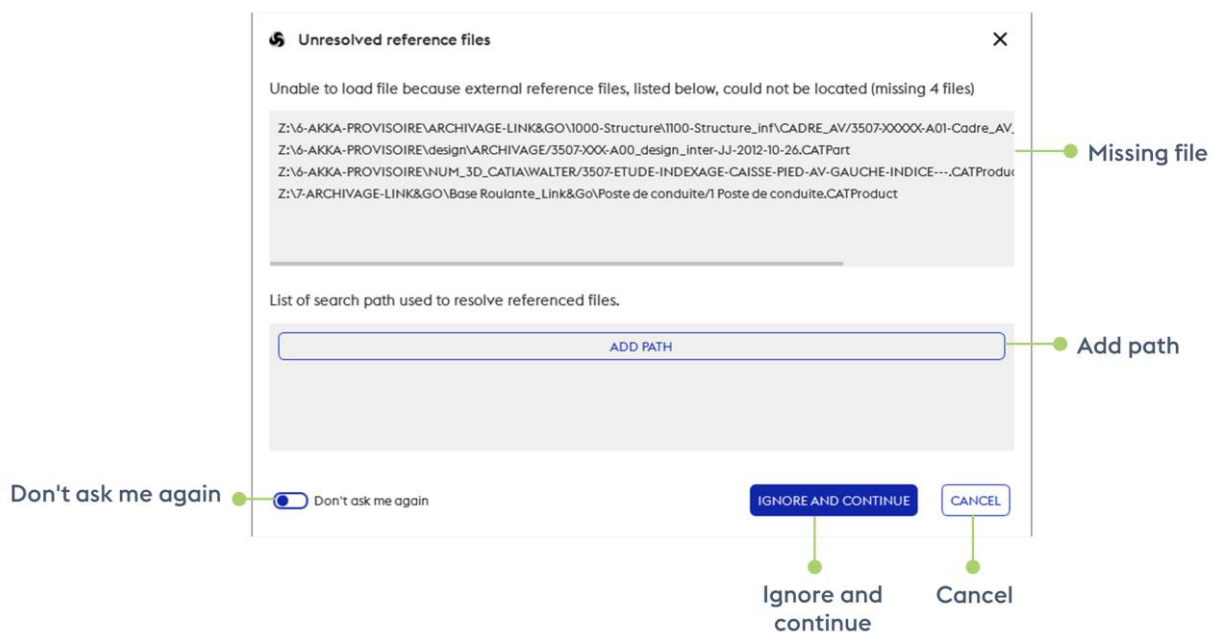 Unresolved reference files
Unable to load file because external reference files, listed below, could not be located (missing 4 files)
Z:\6-AKKA-PROVISOIRE\ARCHIVAGE-LINK&GO\1000-Structure\1100-Structure_inf\CADRE_AV/3507-XXXXX-A01-Cadre_AV_
Z:\6-AKKA-PROVISOIRE\design\ARCHIVAGE/3507-XXX-A00_design_inter-JJ-2012-10-26.CATPart
Missing file
Z:\6-AKKA-PROVISOIRE\NUM_3D_CATIA\WALTER/3507-ETUDE-INDEXAGE-CAISSE-PIED-AV-GAUCHE-INDICE---.CATProduc
Z:\7-ARCHIVAGE-LINK&GO\Base Roulante_Link&Go\Poste de conduite/1 Poste de conduite.CATProduct
List of search path used to resolve referenced files.
ADD PATH
Add path
Don't ask me again
Don't ask me again
IGNORE AND CONTINUE
CANCEL
Ignore and
continue
Cancel